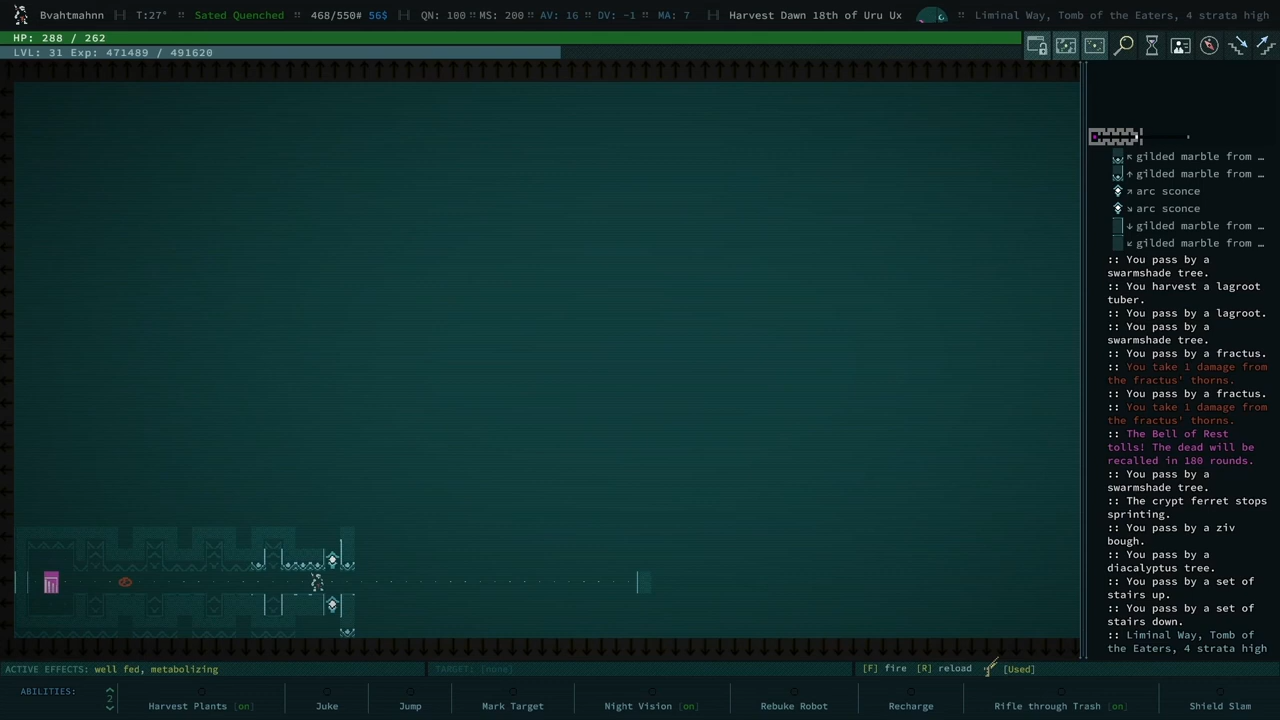 Bvahtmahn T:27° Sated Quenched 468/550# 56$ QN: 100 MS: 200 AV: 16 DV: -1 MA: 7 Harvest Dawn 18th of Uru Ux Liminal Way, Tomb of the Eaters, 4 strata high
HP: 288 / 262
LVL: 31 Exp: 471489 / 491620
gilded marble from …
gilded marble from …
arc sconce
arc sconce
gilded marble from …
gilded marble from …
:: You pass by a
swarmshade tree.
:: You harvest a lagroot
tuber.
:: You pass by a lagroot.
:: You pass by a
swarmshade tree.
:: You pass by a fractus.
:: You take 1 damage from
the fractus' thorns.
:: You pass by a fractus.
:: You take 1 damage from
the fractus' thorns.
:: The Bell of Rest
tolls! The dead will be
recalled in 180 rounds.
:: You pass by a
swarmshade tree.
:: The crypt ferret stops
sprinting.
:: You pass by a ziv
bough.
:: You pass by a
diacalyptus tree.
:: You pass by a set of
stairs up.
:: You pass by a set of
stairs down.
:: Liminal Way, Tomb of
the Eaters, 4 strata high
ACTIVE EFFECTS: well fed, metabolizing
TARGET: [none]
[F] fire [R] reload [Used]
ABILITIES: 2 Harvest Plants [on] Juke Jump Mark Target Night Vision [on] Rebuke Robot Recharge Rifle through Trash [on] Shield Slam